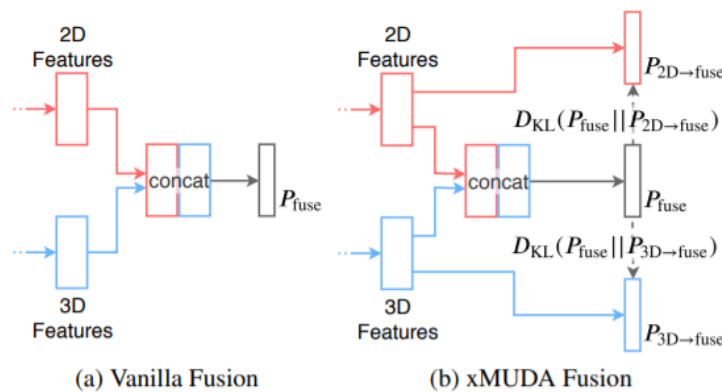 2D
Features
concat
P_fuse
3D
Features
(a) Vanilla Fusion
2D
Features
P_2D→fuse
D_KL(P_fuse||P_2D→fuse)
concat
P_fuse
D_KL(P_fuse||P_3D→fuse)
3D
Features
P_3D→fuse
(b) xMUDA Fusion